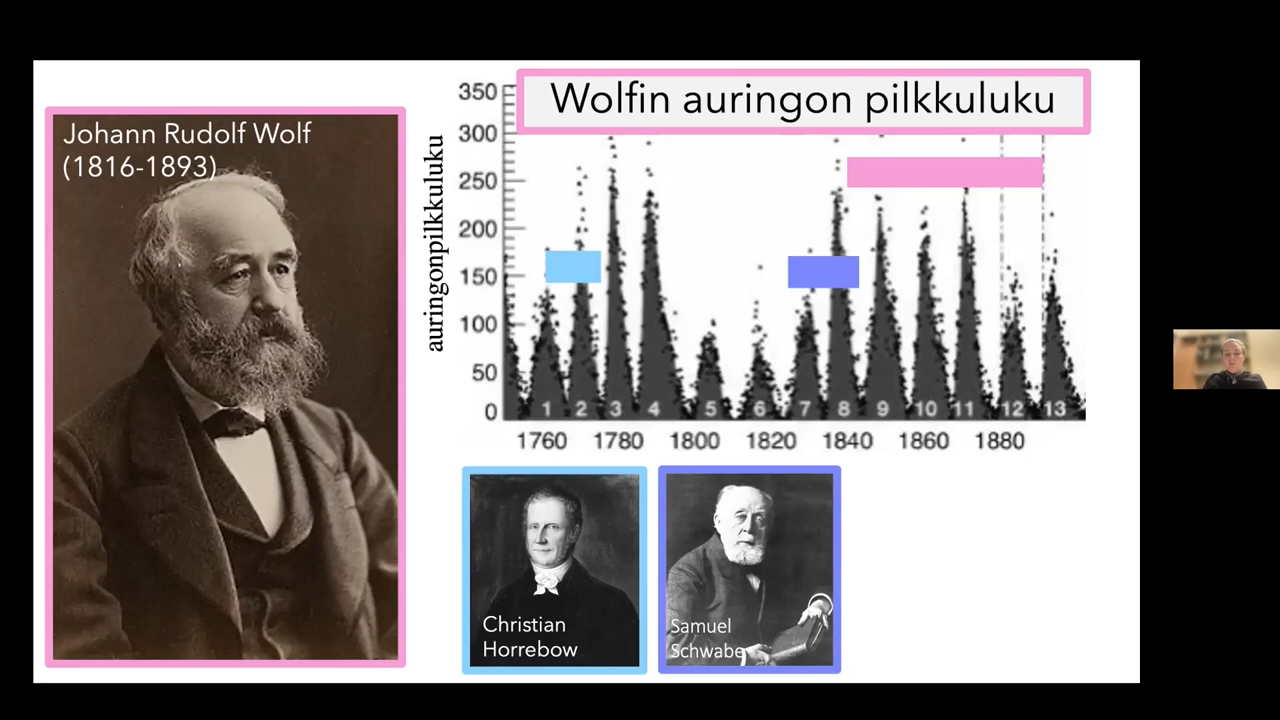 Wolfin auringon pilkkuluku
Johann Rudolf Wolf
(1816-1893)
auringonpilkkuluku
350
300
250
200
150
100
50
0
1 2 3 4 5 6 7 8 9 10 11 12 13
1760 1780 1800 1820 1840 1860 1880
Christian
Horrebow
Samuel
Schwabe